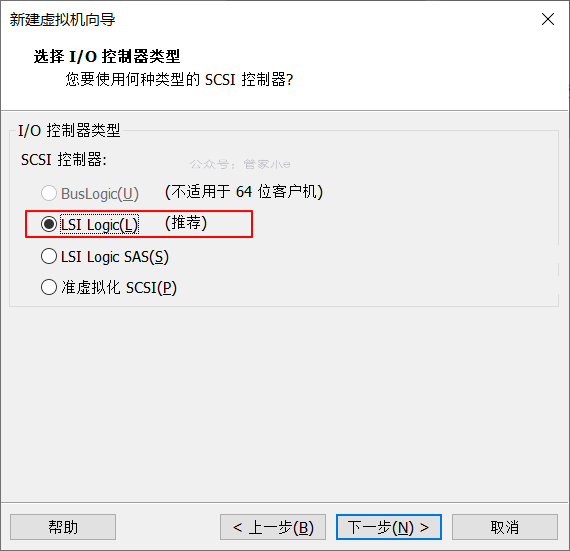 新建虚拟机向导
选择 I/O 控制器类型
您要使用何种类型的 SCSI 控制器?
I/O 控制器类型
SCSI 控制器:
公众号：管家小e
BusLogic(U) (不适用于 64 位客户机)
LSI Logic(L) (推荐)
LSI Logic SAS(S)
准虚拟化 SCSI(P)
帮助 < 上一步(B) 下一步(N) > 取消